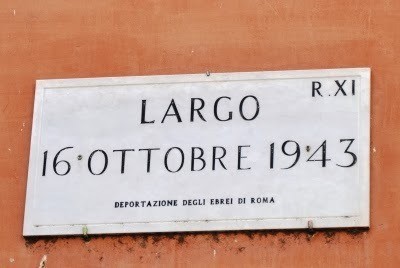 R.XI
LARGO
16 OTTOBRE 1943
DEPORTAZIONE DEGLI EBREI DI ROMA